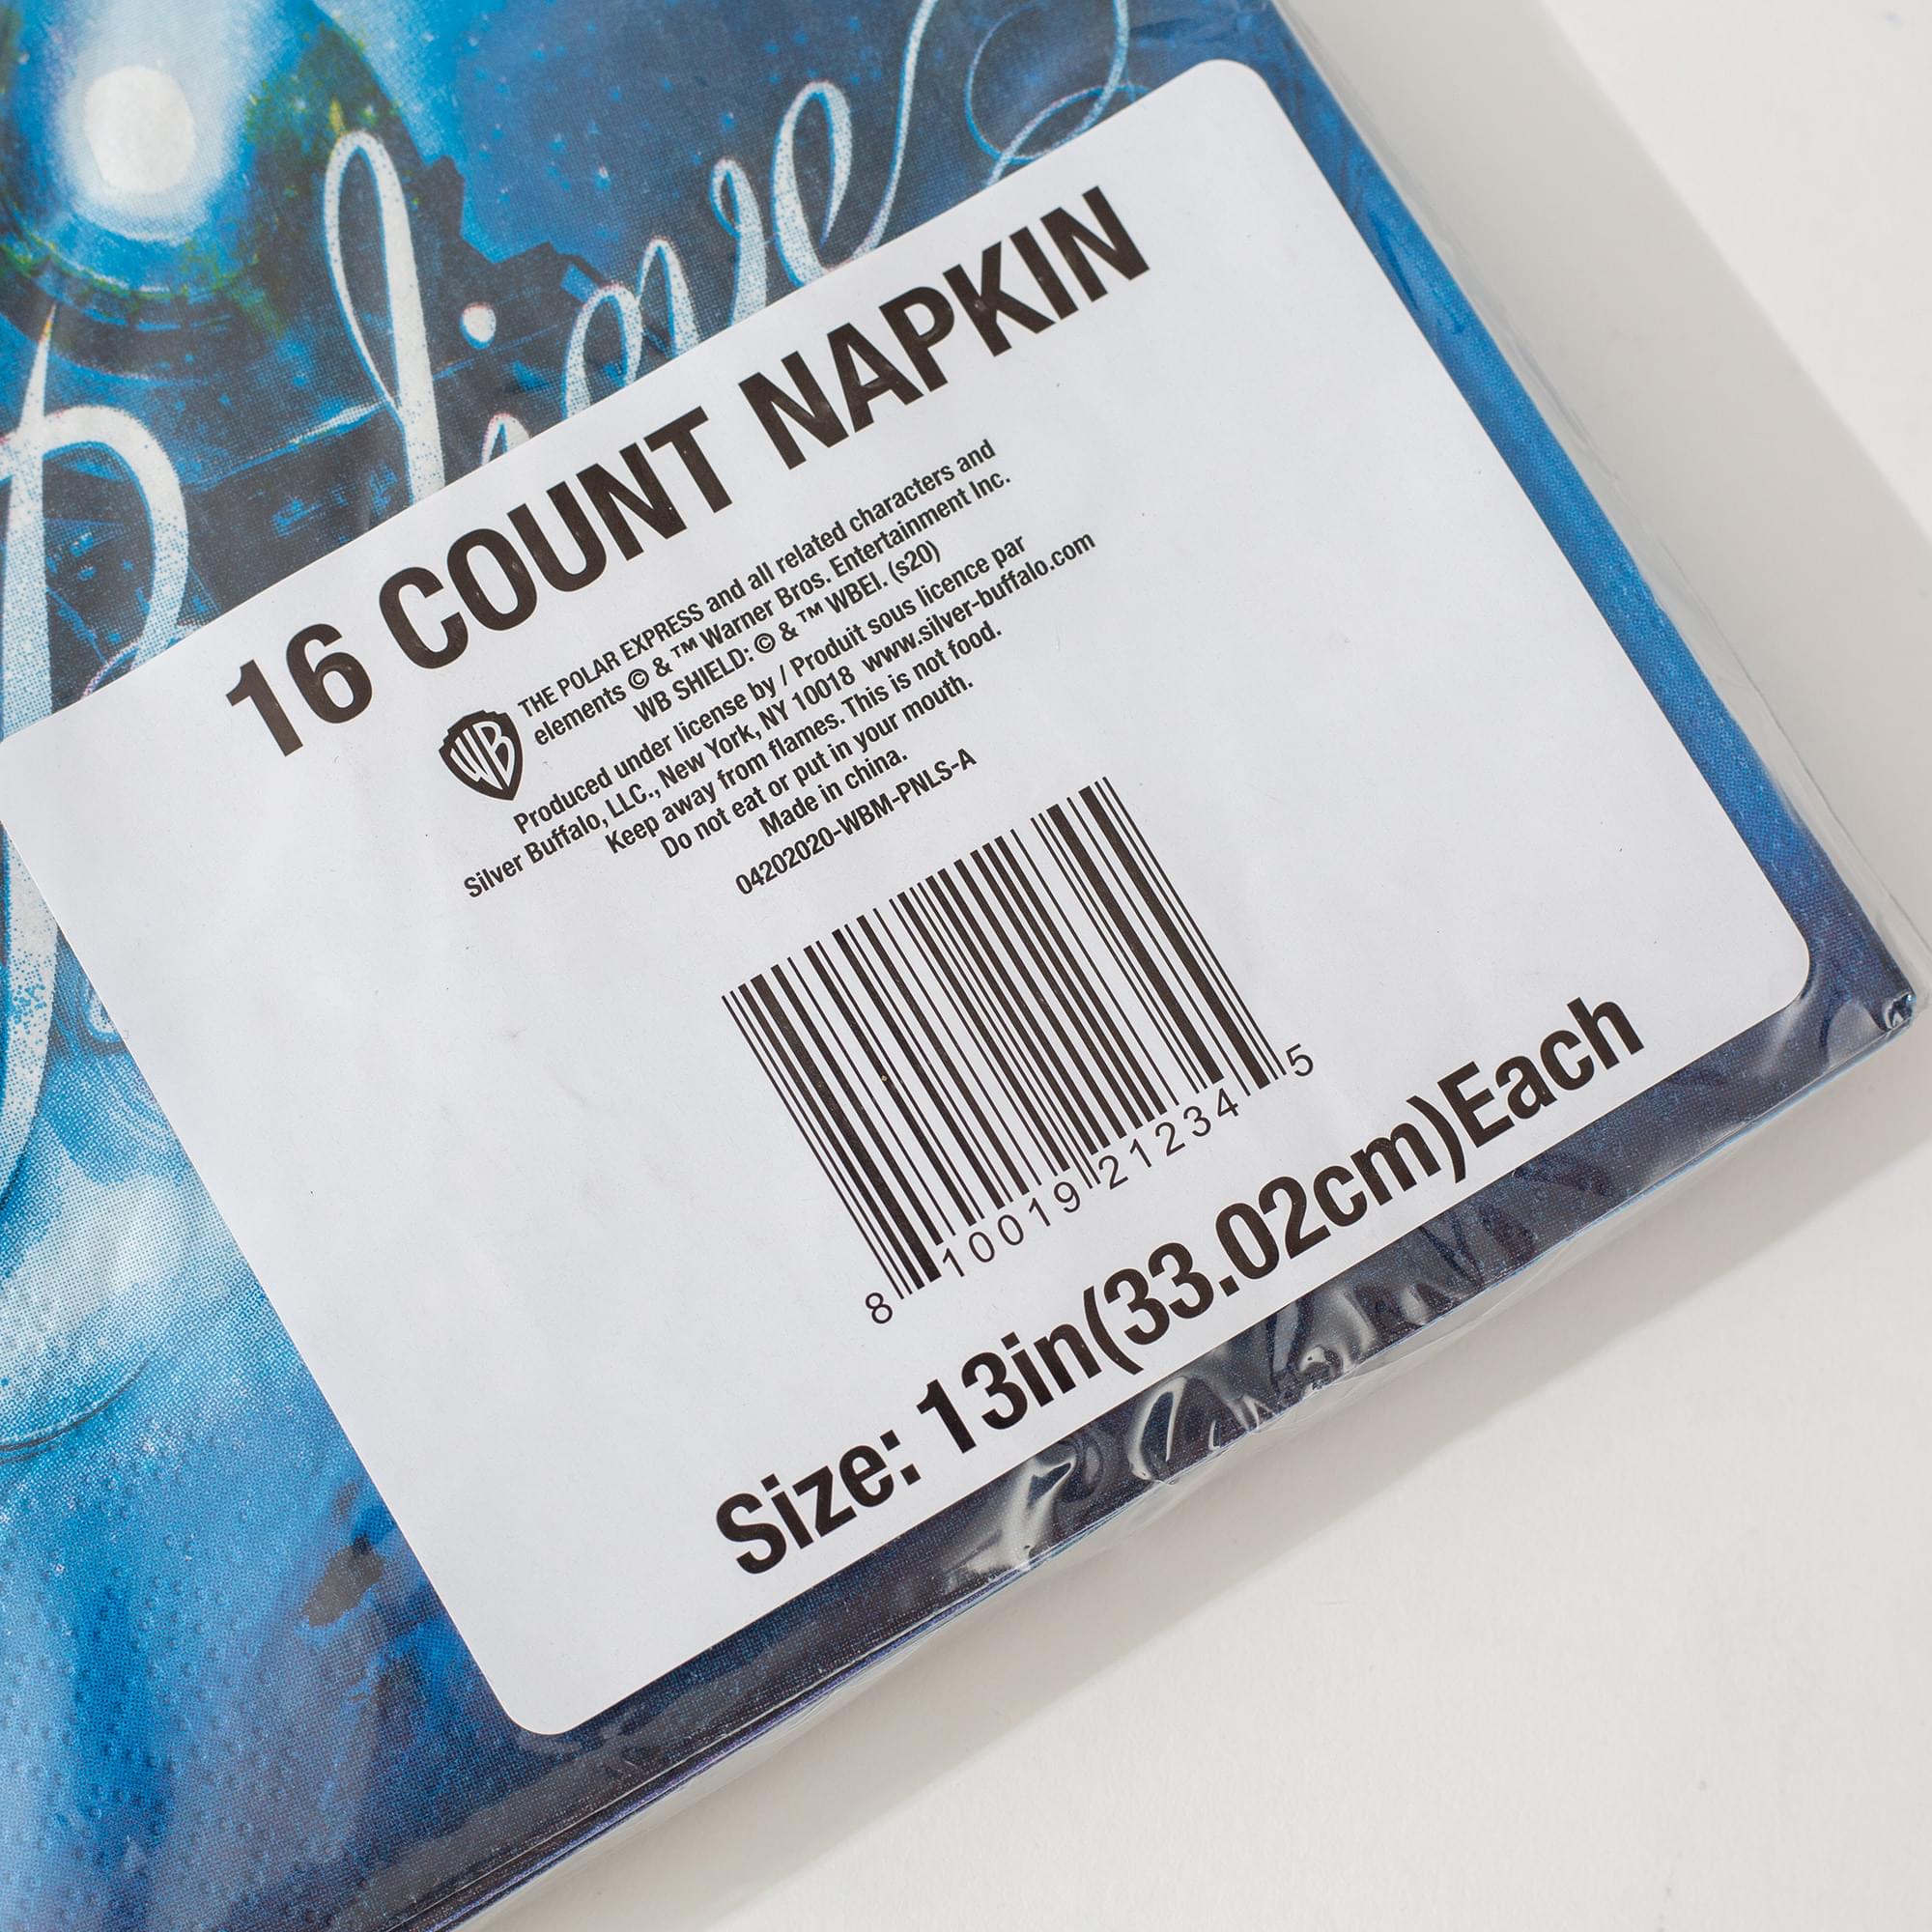 Believe
16 COUNT NAPKIN
WB
THE POLAR EXPRESS and all related characters and
elements © & ™ Warner Bros. Entertainment Inc.
WB SHIELD: © & ™ WBEI. (s20)
Produced under license by / Produit sous licence par
Silver Buffalo, LLC., New York, NY 10018 www.silver-buffalo.com
Keep away from flames. This is not food.
Do not eat or put in your mouth.
Made in china.
04202020-WBM-PNLS-A
8 10019 21234 5
Size: 13in(33.02cm)Each